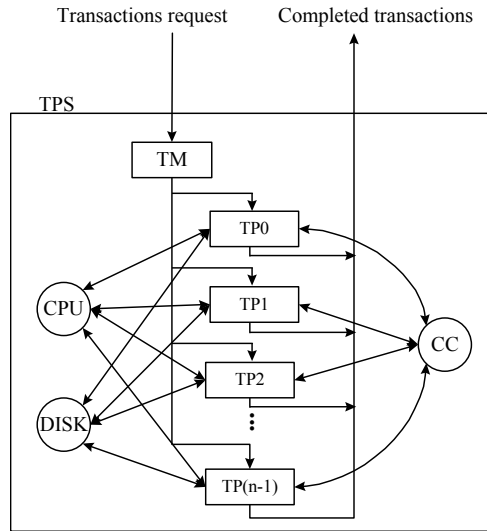 Transactions request
Completed transactions
TPS
TM
TP0
CPU
TP1
CC
TP2
DISK
TP(n-1)